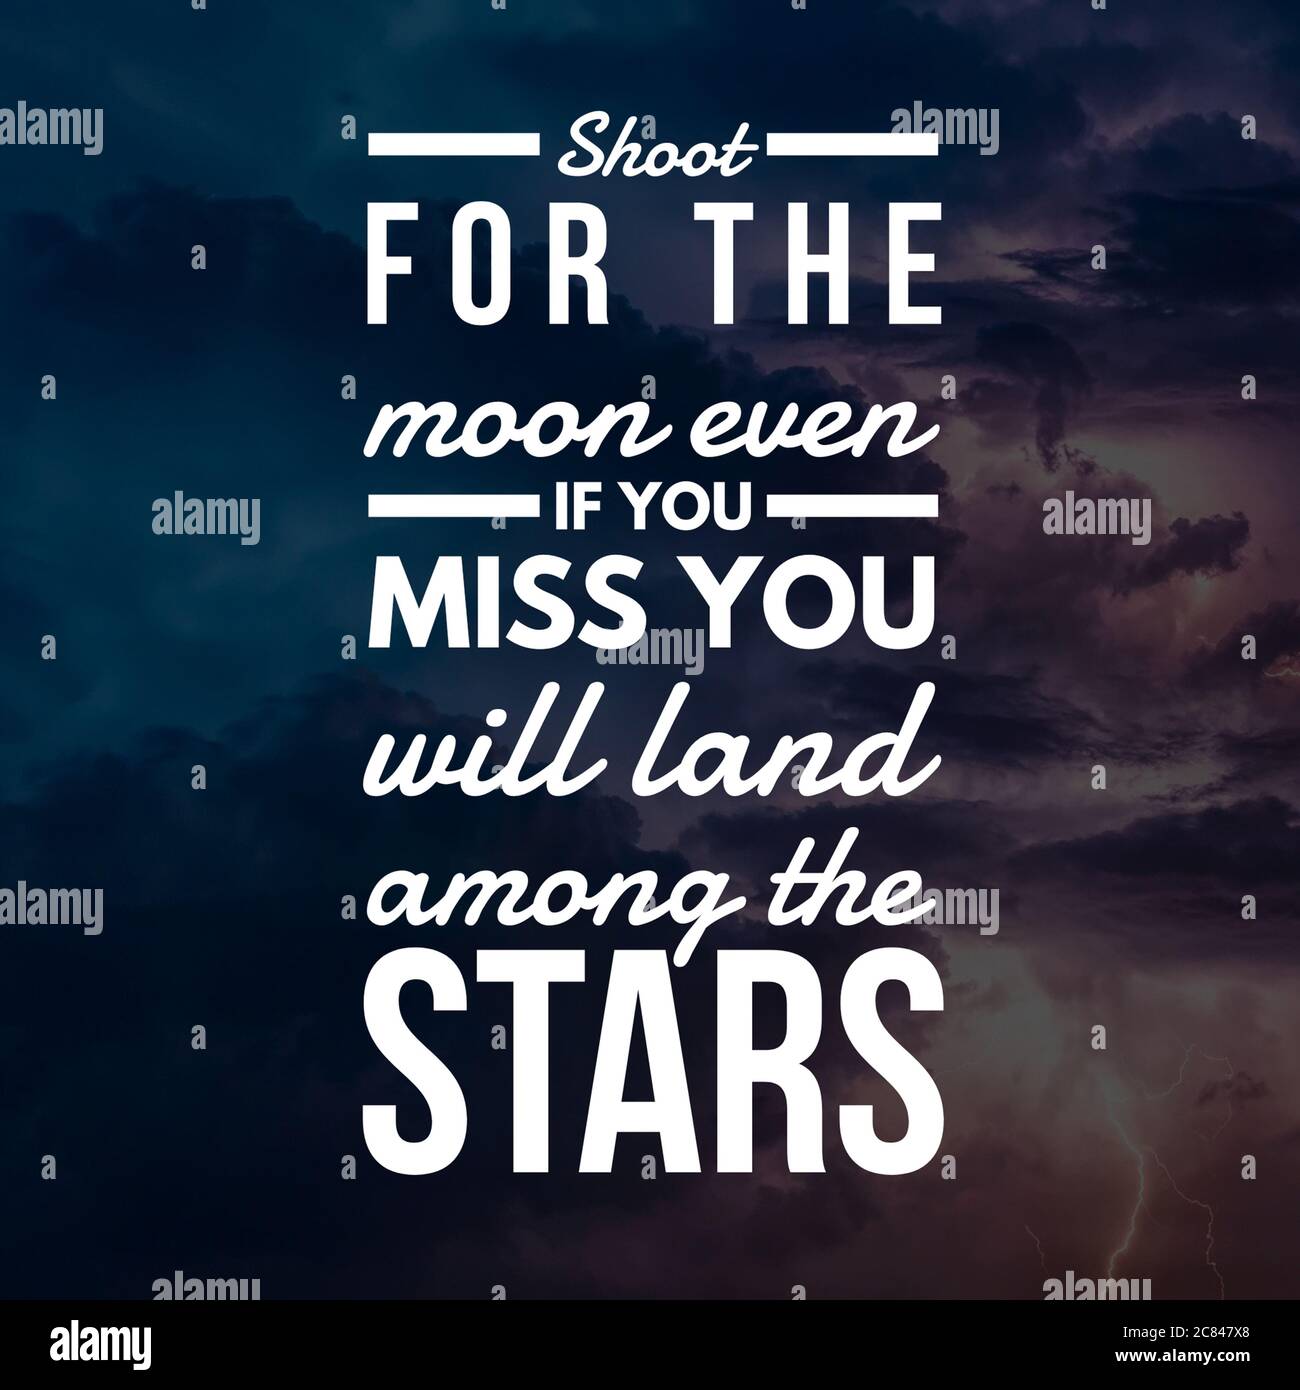 Shoot
FOR THE
moon even
IF YOU
MISS YOU
will land
among the
STARS
alamy
Image ID: 2C847X8
www.alamy.com